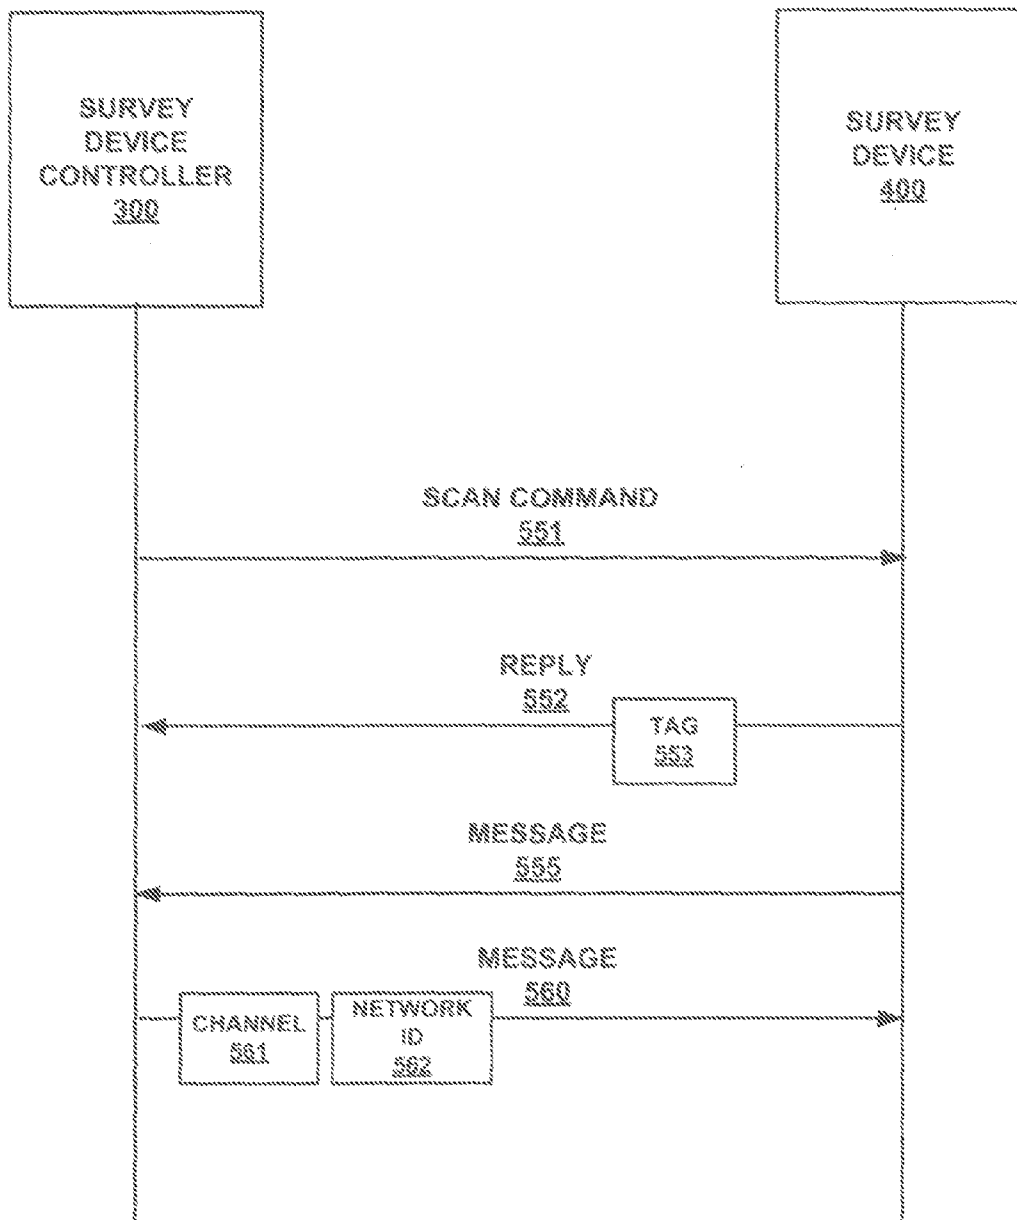 SURVEY
DEVICE
CONTROLLER
300
SURVEY
DEVICE
400
SCAN COMMAND
551
REPLY
552
TAG
553
MESSAGE
555
MESSAGE
560
CHANNEL
561
NETWORK
ID
562